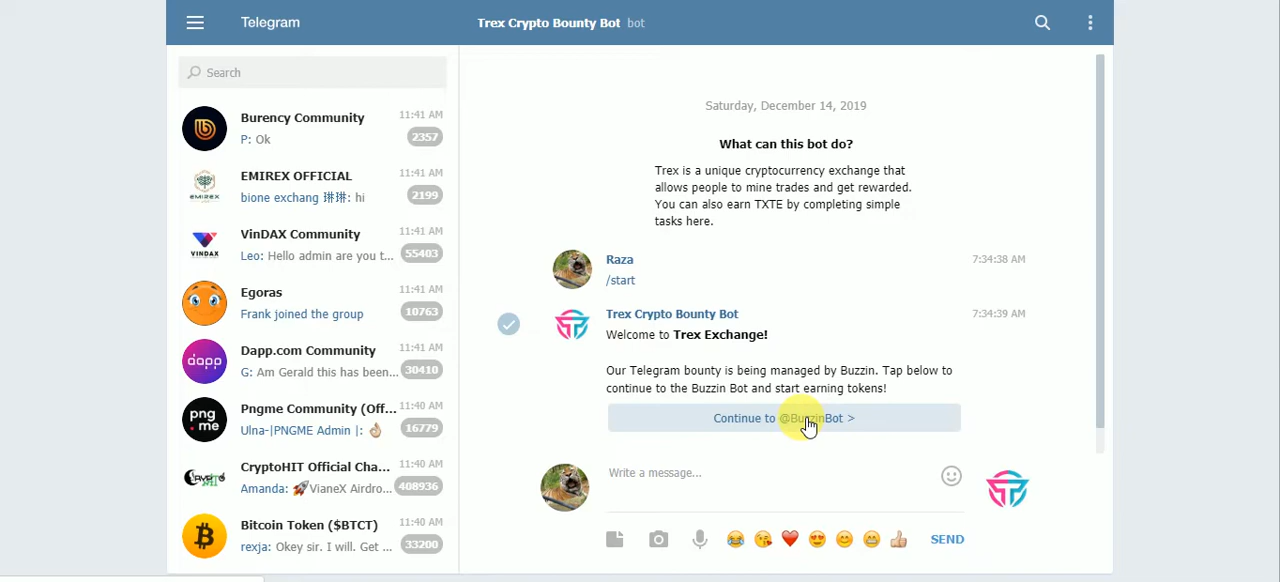 Telegram
Trex Crypto Bounty Bot bot
Search
Burency Community 11:41 AM
P: Ok 2357
EMIREX OFFICIAL 11:41 AM
bione exchang 琳琳: hi 2199
EMIREX
VinDAX Community 11:41 AM
Leo: Hello admin are you t... 55403
VINDAX
Egoras 11:41 AM
Frank joined the group 10763
Dapp.com Community 11:41 AM
dapp
G: Am Gerald this has been... 30410
Pngme Community (Off... 11:40 AM
png
.me
Ulna-|PNGME Admin |: 👌🏼 16779
CryptoHIT Official Cha... 11:40 AM
Amanda: 🚀VianeX Airdro... 408936
Bitcoin Token ($BTCT) 11:40 AM
rexja: Okey sir. I will. Get ... 33200
Saturday, December 14, 2019
What can this bot do?
Trex is a unique cryptocurrency exchange that
allows people to mine trades and get rewarded.
You can also earn TXTE by completing simple
tasks here.
Raza 7:34:38 AM
/start
Trex Crypto Bounty Bot 7:34:39 AM
Welcome to Trex Exchange!
Our Telegram bounty is being managed by Buzzin. Tap below to
continue to the Buzzin Bot and start earning tokens!
Continue to @BuzzinBot >
Write a message...
😂 😘 ❤️ 😍 😊 😁 👍🏼 SEND